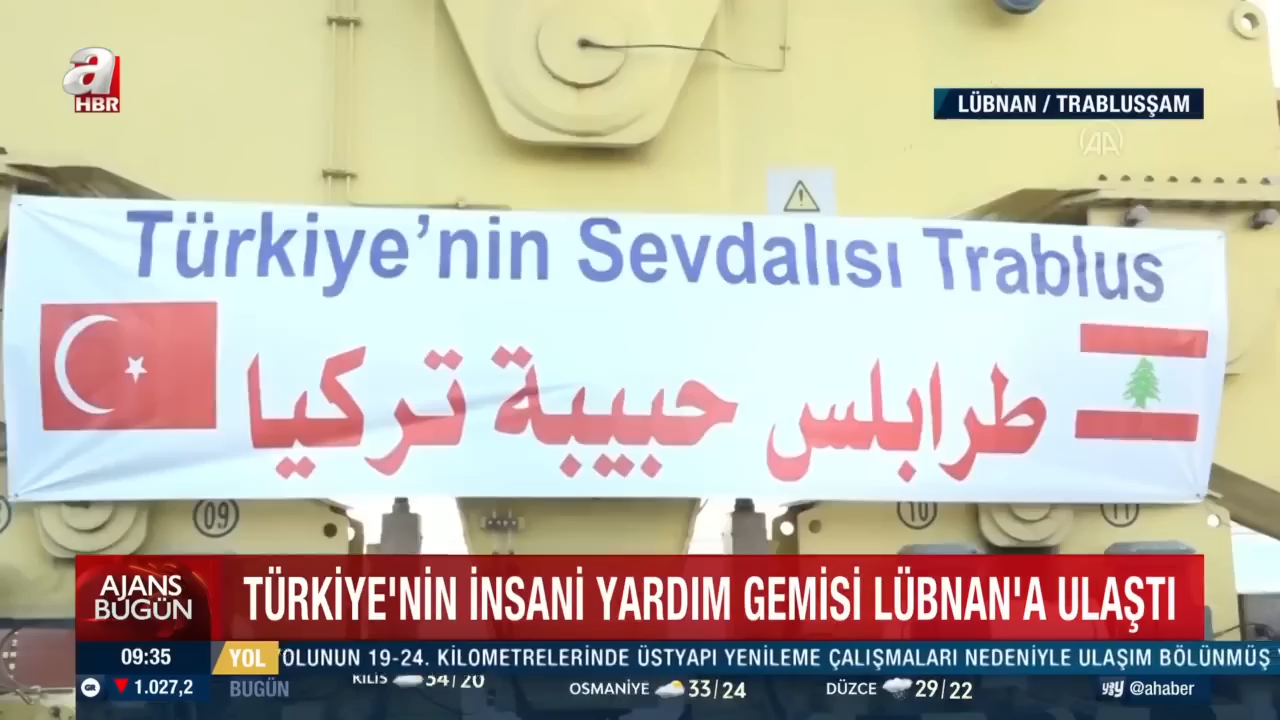 a
HBR
LÜBNAN / TRABLUSŞAM
AA
Türkiye'nin Sevdalısı Trablus
طرابلس حبيبة تركيا
09
10
11
AJANS BUGÜN
TÜRKİYE'NİN İNSANİ YARDIM GEMİSİ LÜBNAN'A ULAŞTI
09:35
YOL
YOLUNUN 19-24. KİLOMETRELERİNDE ÜSTYAPI YENİLEME ÇALIŞMALARI NEDENİYLE ULAŞIM BÖLÜNMÜŞ
GR
1.027,2
BUGÜN
KİLİS 34/20
OSMANİYE 33/24
DÜZCE 29/22
@ahaber